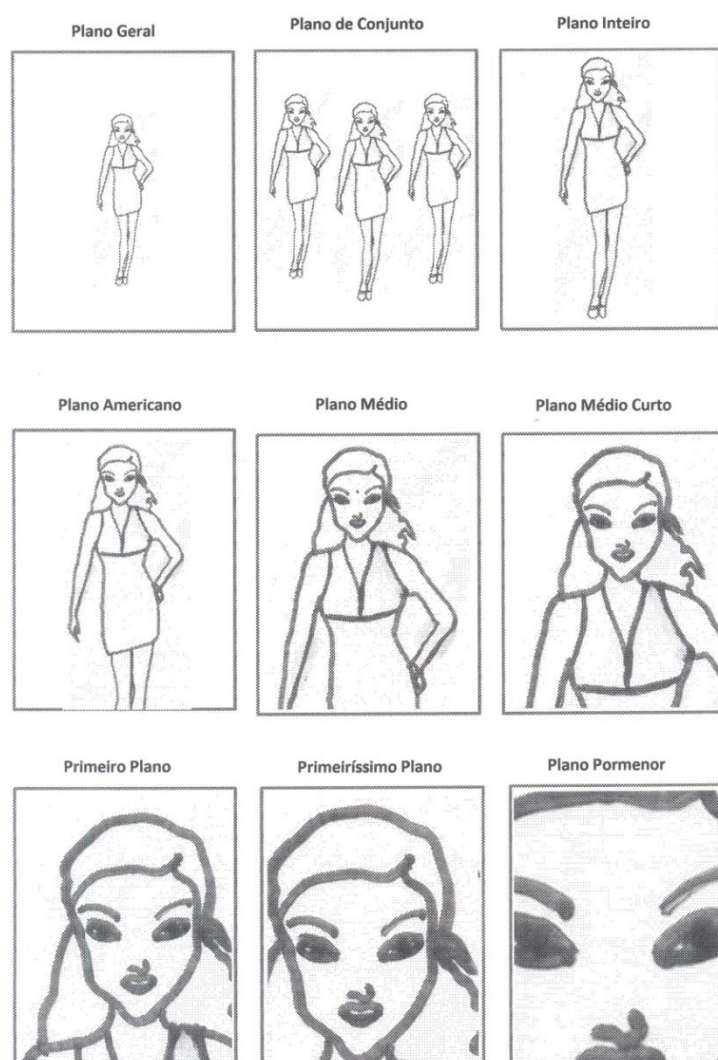 Plano Geral
Plano de Conjunto
Plano Inteiro
Plano Americano
Plano Médio
Plano Médio Curto
Primeiro Plano
Primeiríssimo Plano
Plano Pormenor